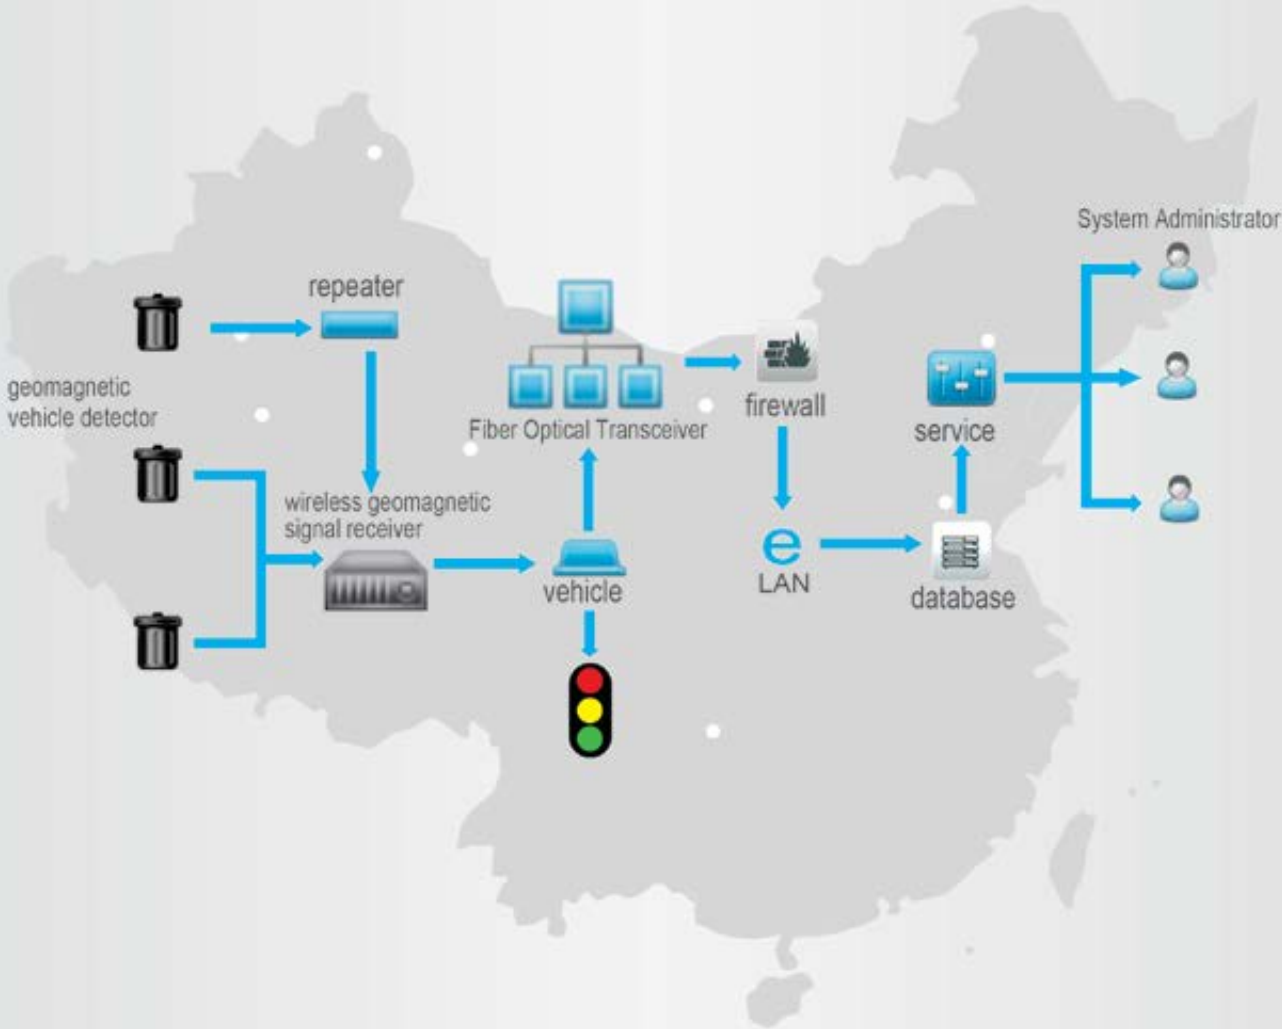 System Administrator
repeater
geomagnetic
vehicle detector
Fiber Optical Transceiver
firewall
service
wireless geomagnetic
signal receiver
vehicle
e
LAN
database